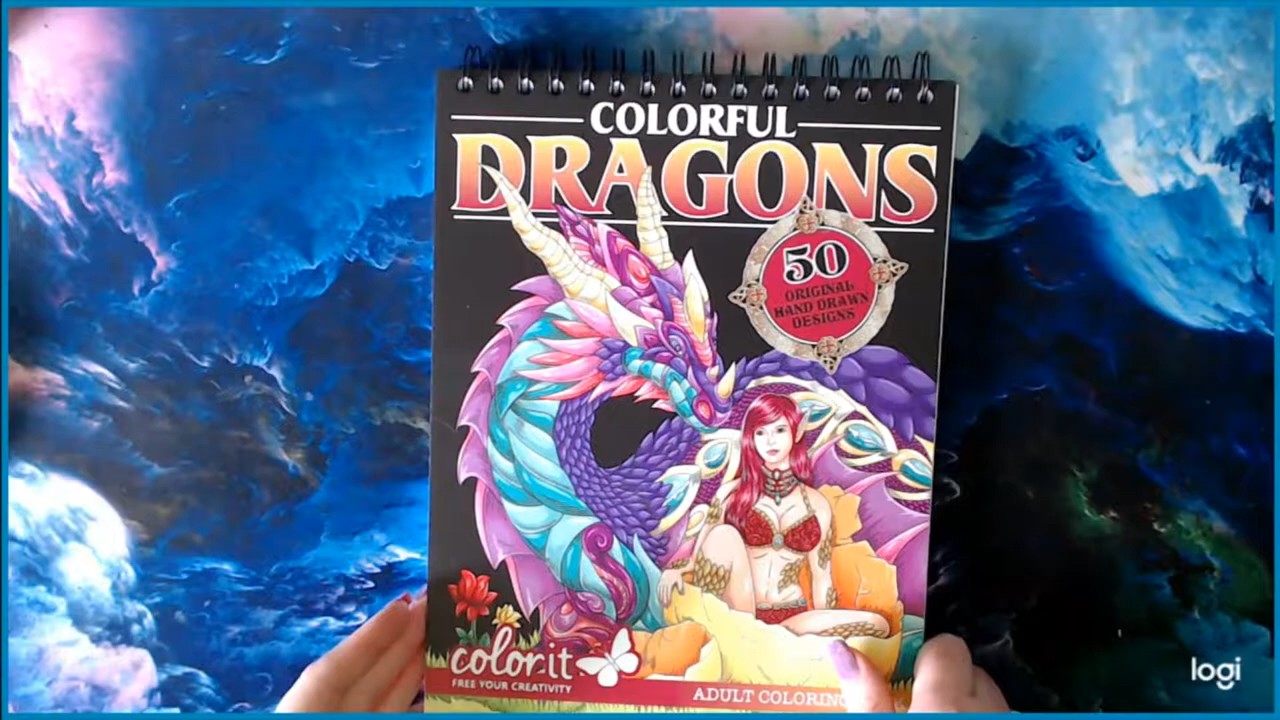 COLORFUL
DRAGONS
50
ORIGINAL
HAND DRAWN
DESIGNS
color.it
FREE YOUR CREATIVITY
ADULT COLORING
logi